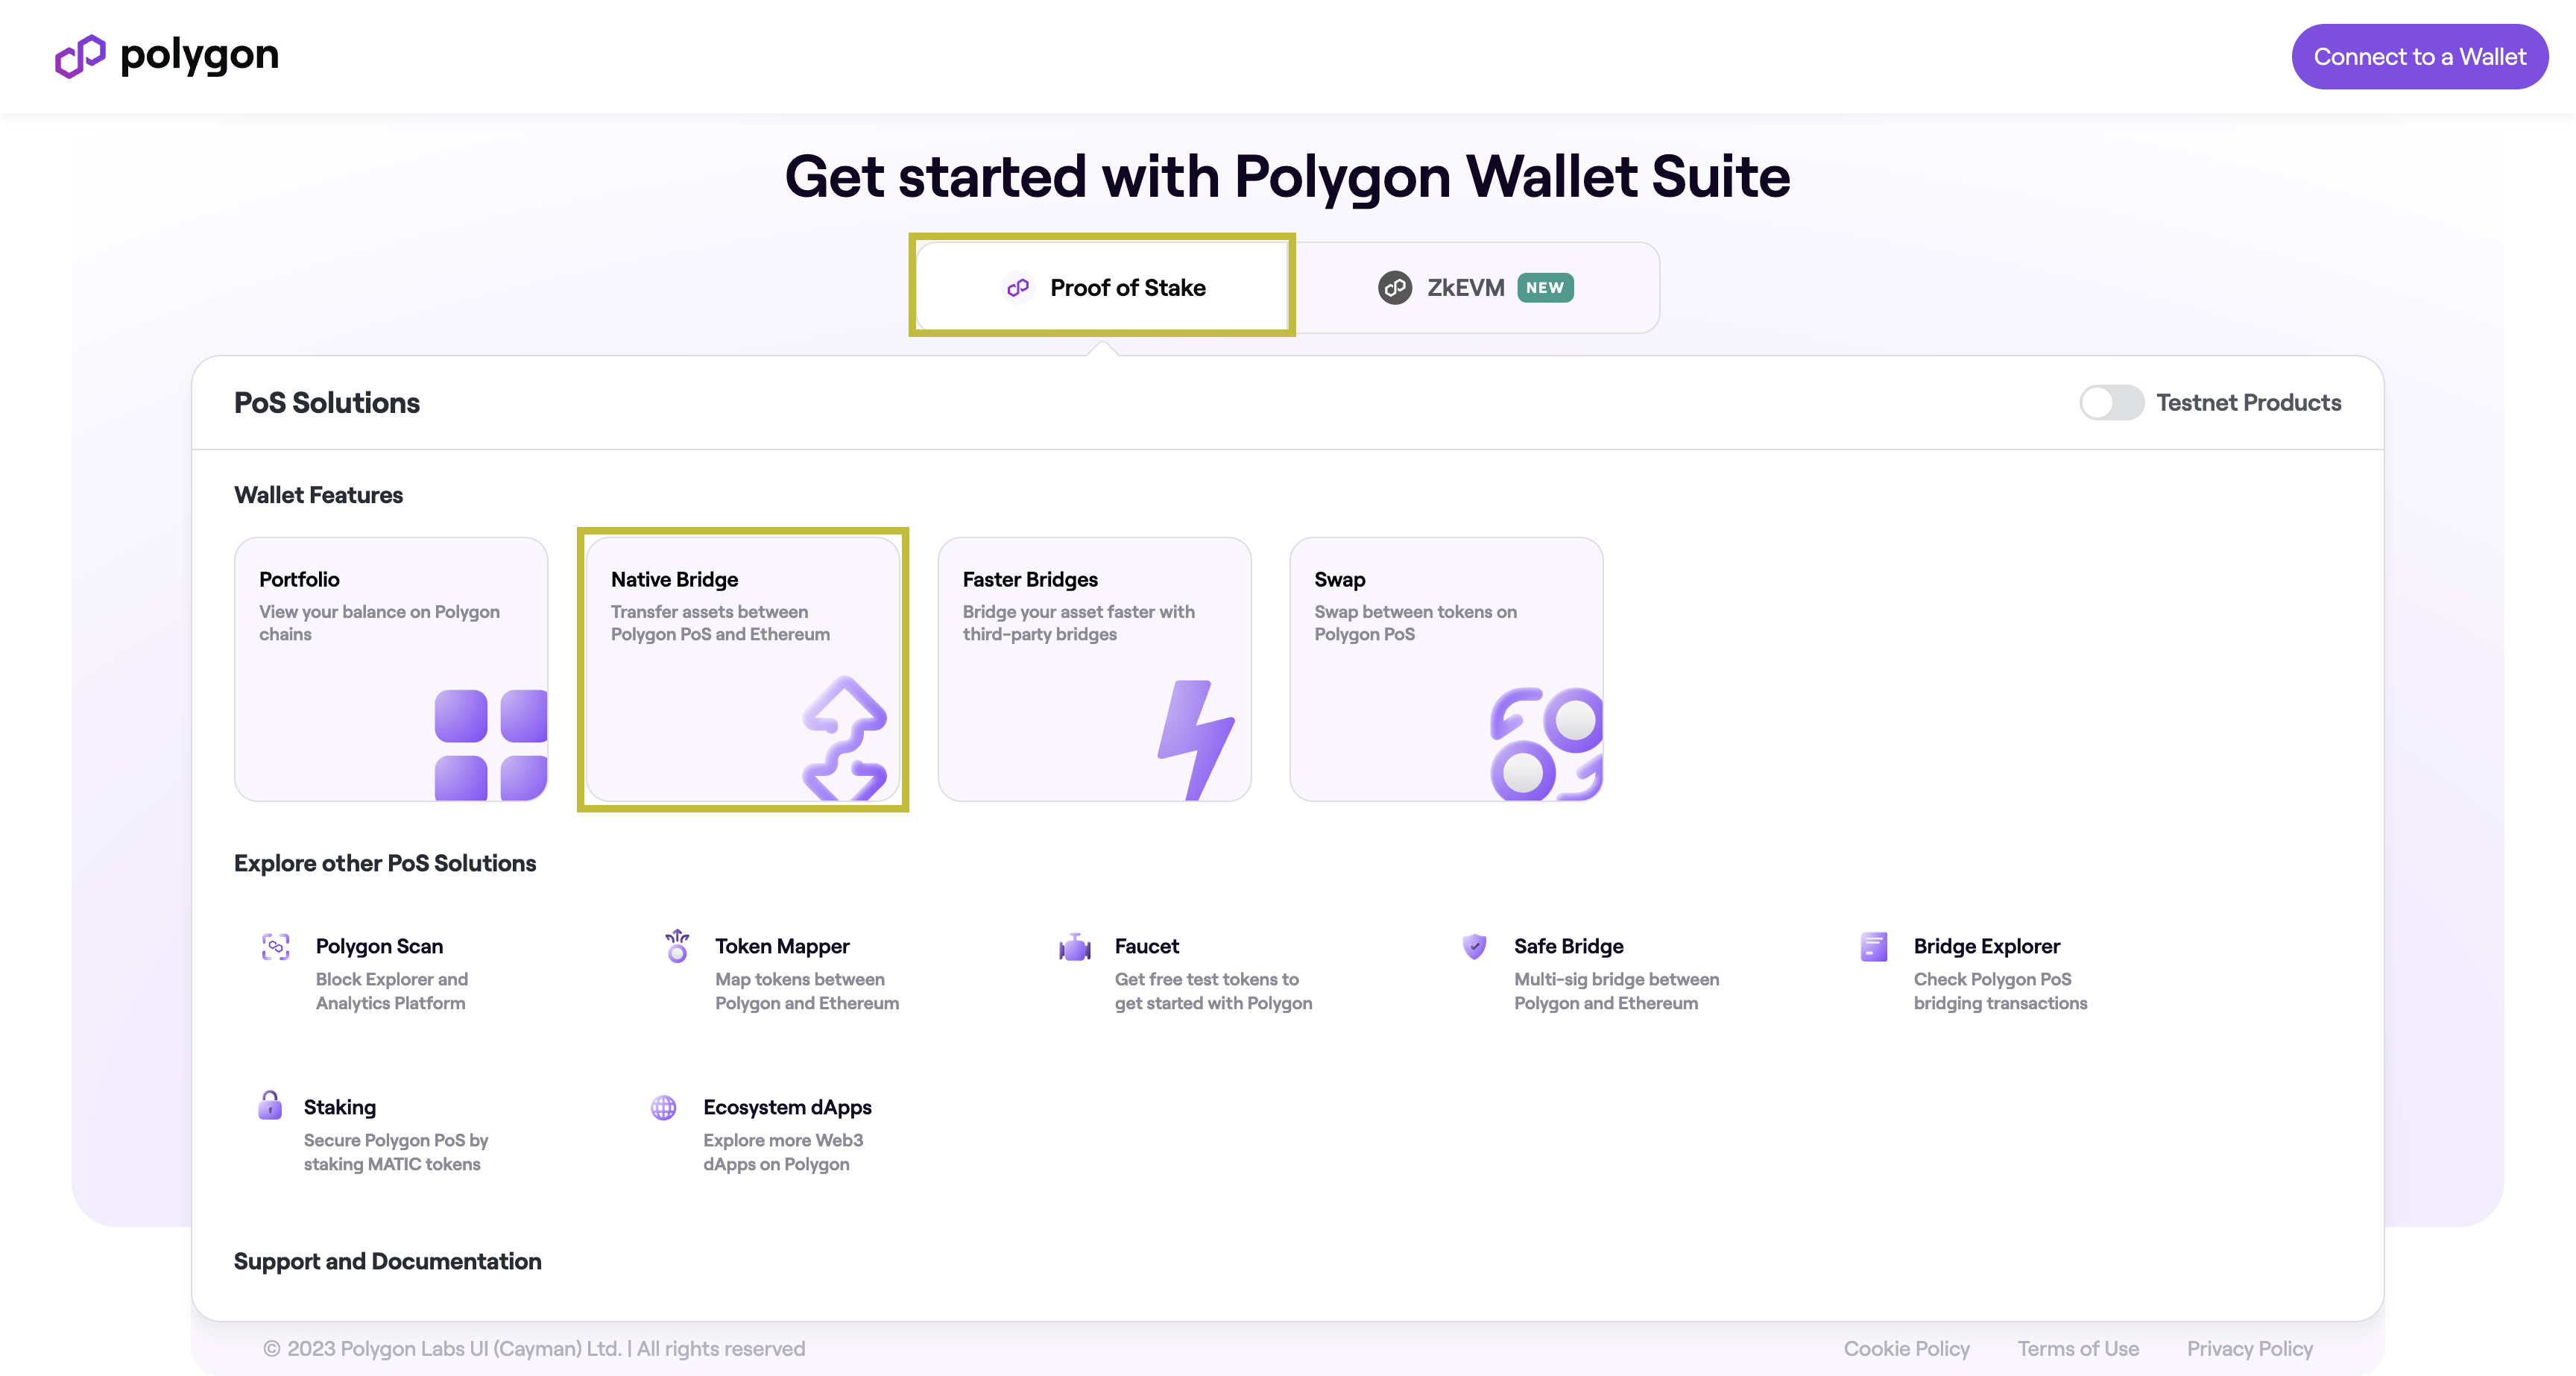 polygon
Connect to a Wallet
Get started with Polygon Wallet Suite
Proof of Stake
ZkEVM NEW
PoS Solutions
Testnet Products
Wallet Features
Portfolio
View your balance on Polygon
chains
Native Bridge
Transfer assets between
Polygon PoS and Ethereum
Faster Bridges
Bridge your asset faster with
third-party bridges
Swap
Swap between tokens on
Polygon PoS
Explore other PoS Solutions
Polygon Scan
Block Explorer and
Analytics Platform
Token Mapper
Map tokens between
Polygon and Ethereum
Faucet
Get free test tokens to
get started with Polygon
Safe Bridge
Multi-sig bridge between
Polygon and Ethereum
Bridge Explorer
Check Polygon PoS
bridging transactions
Staking
Secure Polygon PoS by
staking MATIC tokens
Ecosystem dApps
Explore more Web3
dApps on Polygon
Support and Documentation
© 2023 Polygon Labs UI (Cayman) Ltd. | All rights reserved
Cookie Policy
Terms of Use
Privacy Policy